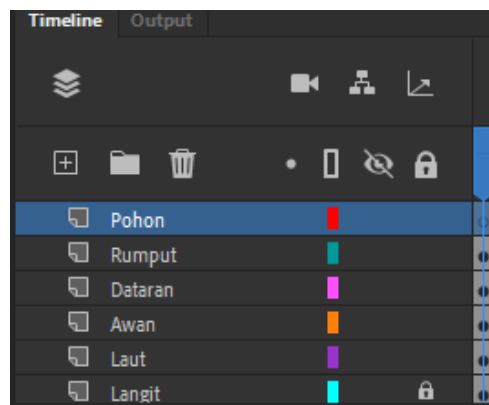 Timeline Output
Pohon
Rumput
Dataran
Awan
Laut
Langit